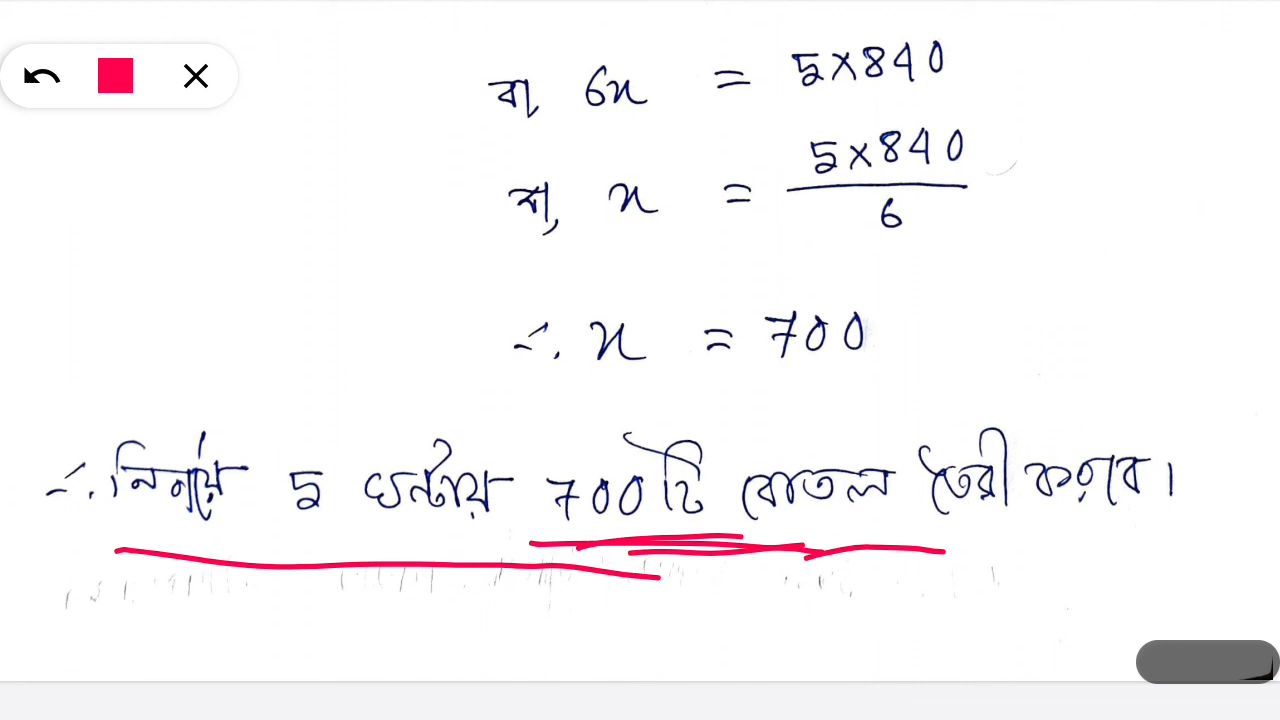 বা, 6x = 5×840
বা, x = 5×840 / 6
∴ x = 700
∴ নির্ণেয় 5 ঘন্টায় 700টি বোতল তৈরী করবে।